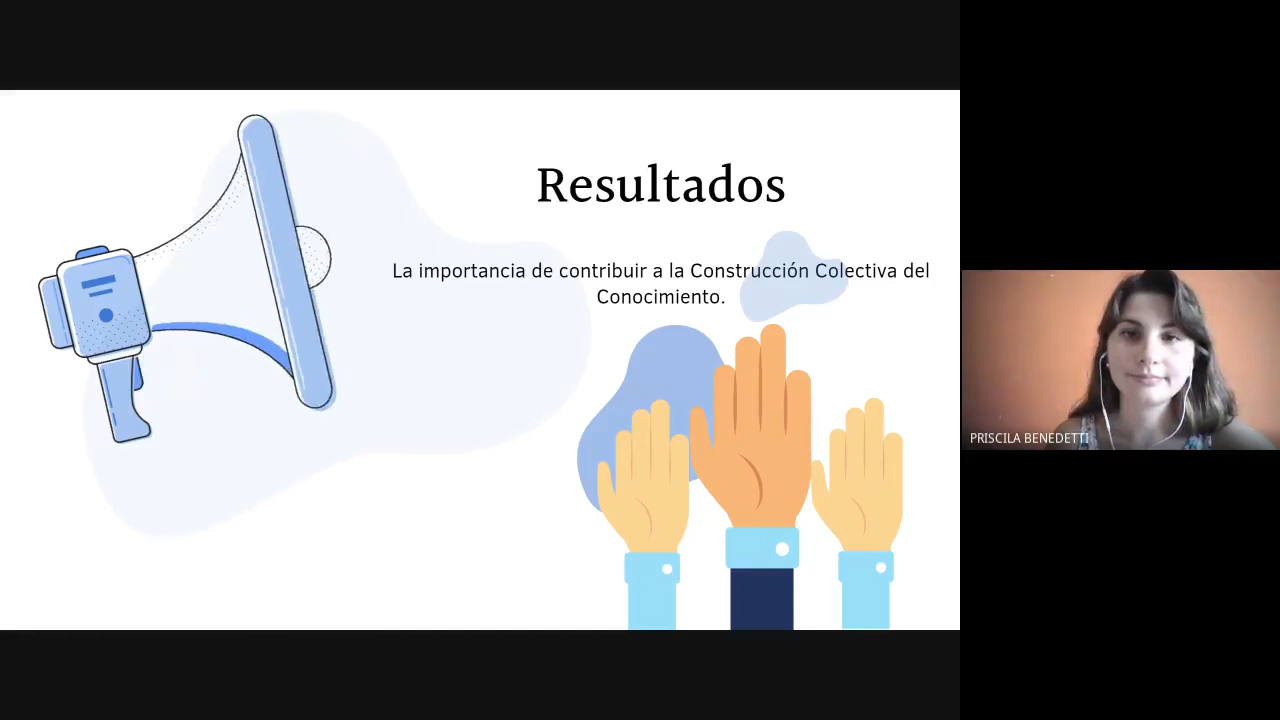 Resultados
La importancia de contribuir a la Construcción Colectiva del
Conocimiento.
PRISCILA BENEDETTI